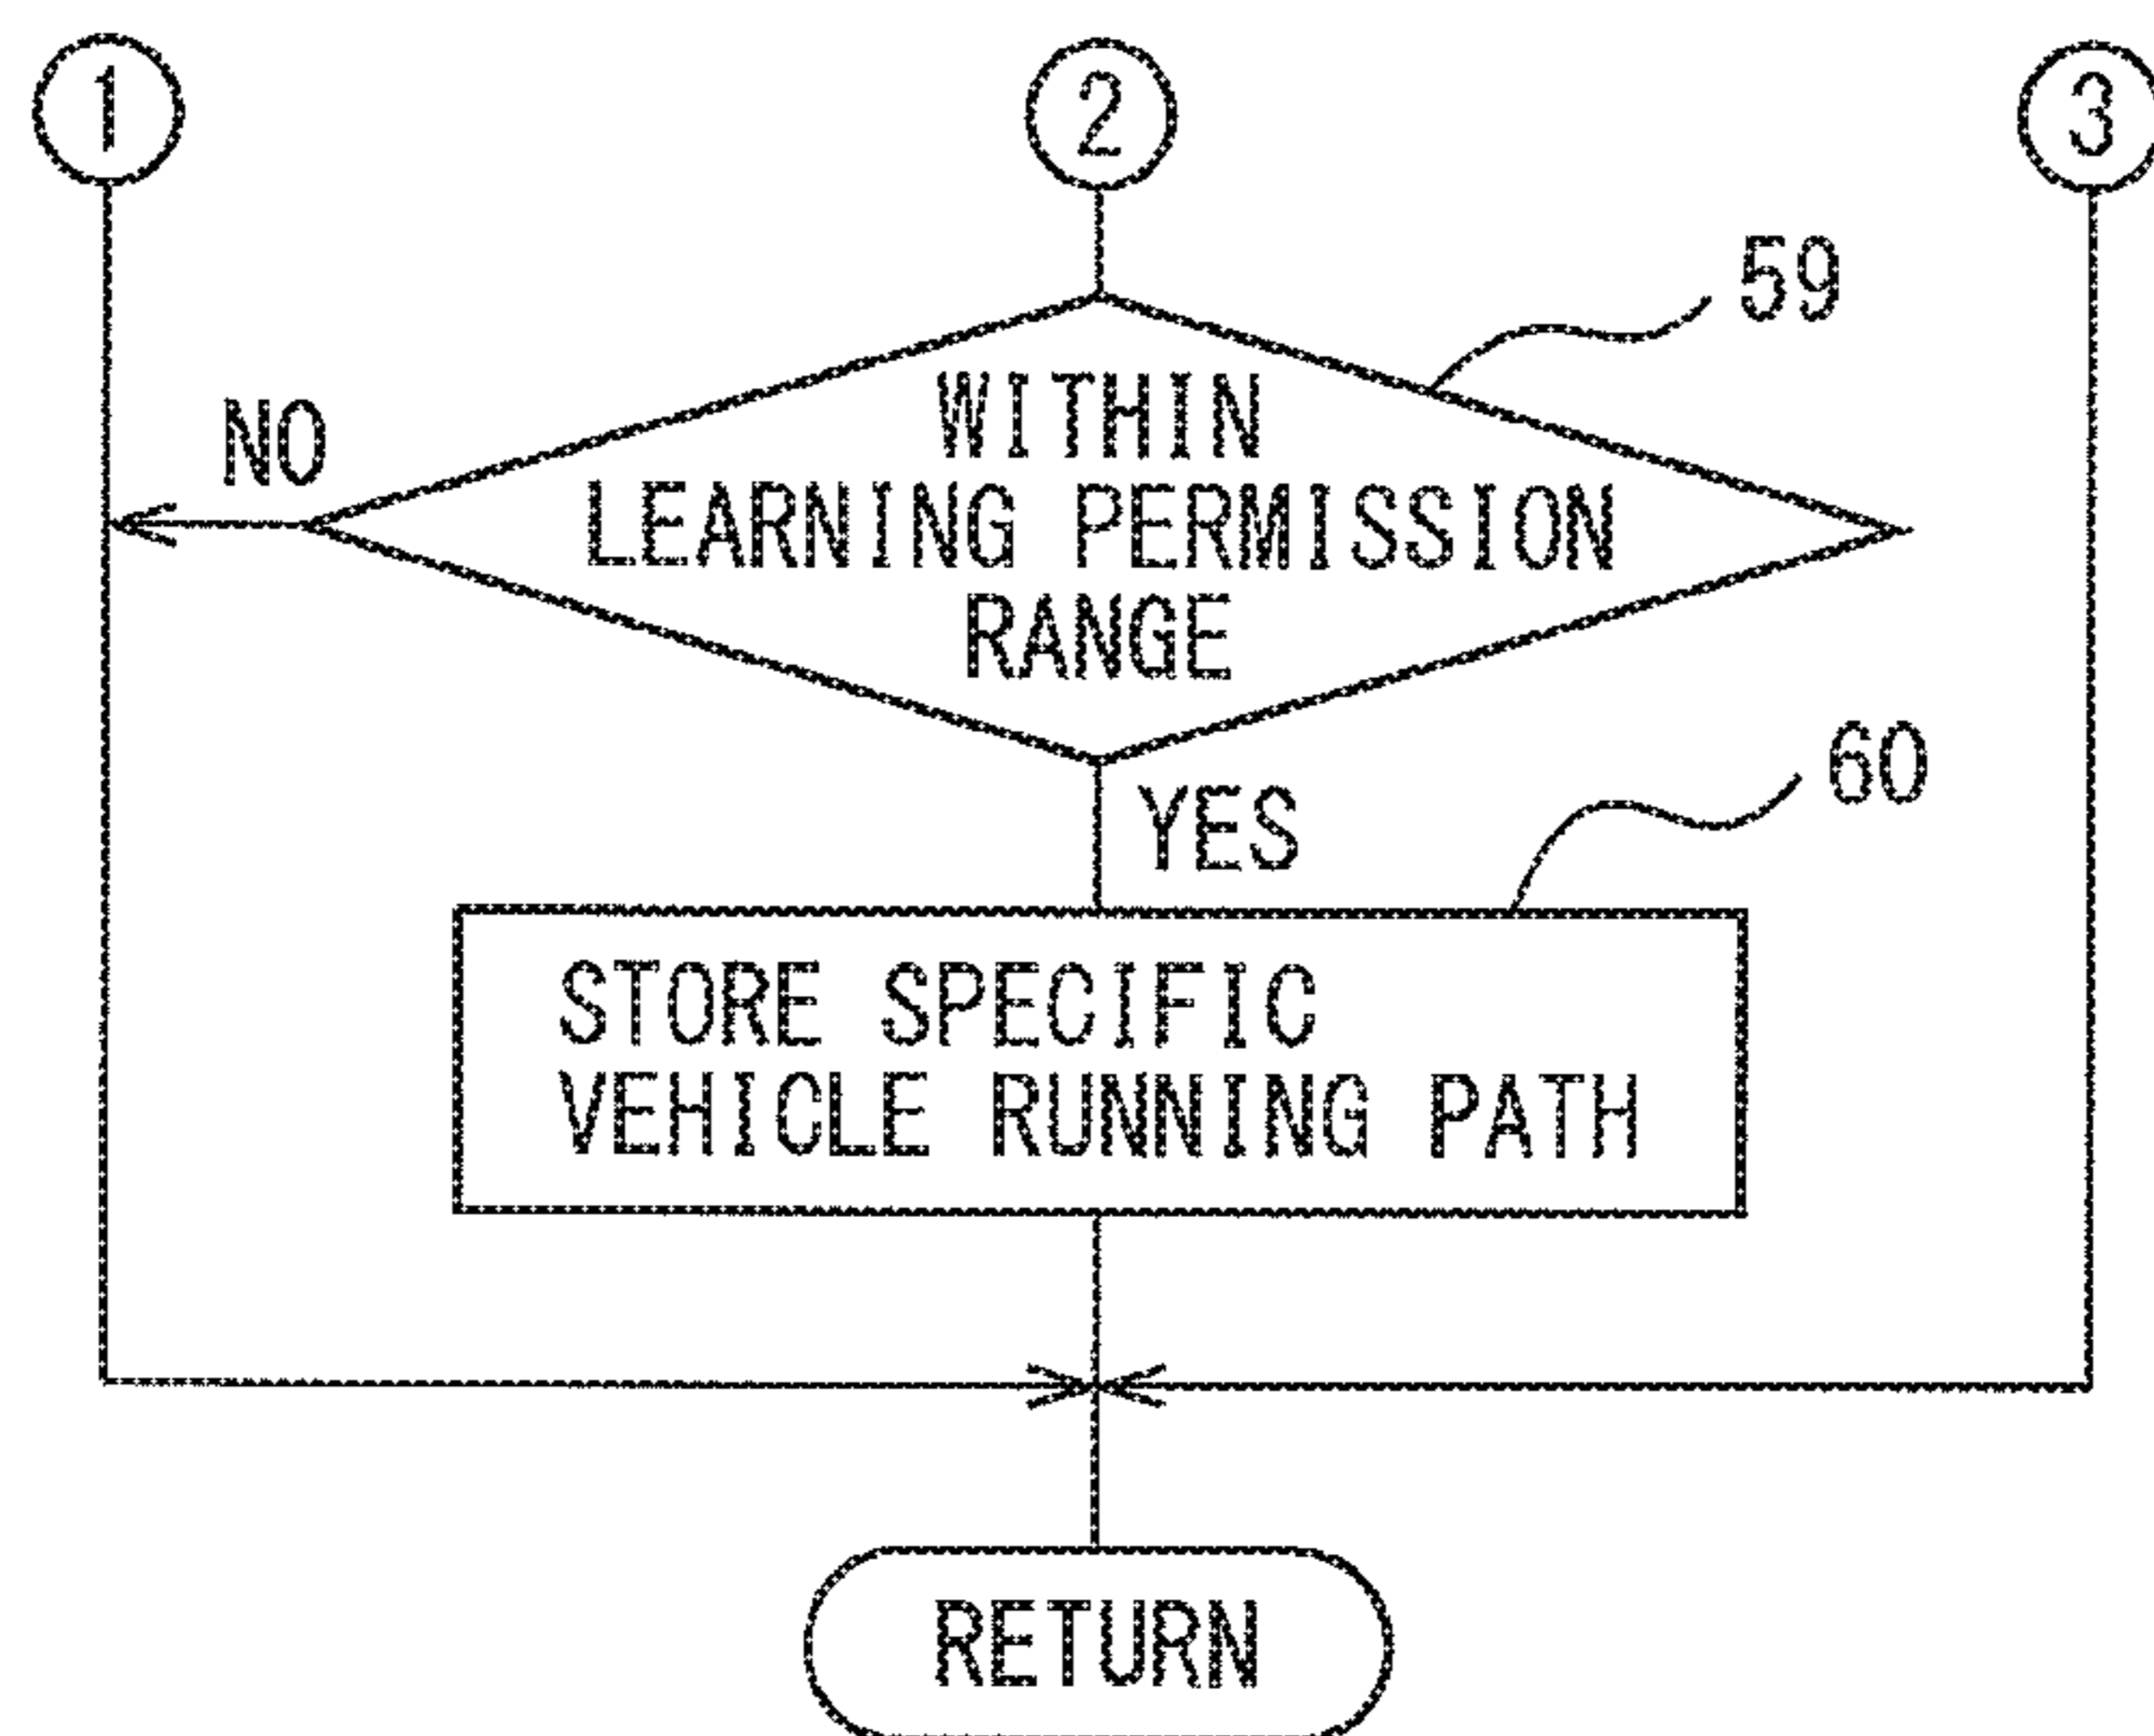 1
2
3
59
NO
WITHIN
LEARNING PERMISSION
RANGE
60
YES
STORE SPECIFIC
VEHICLE RUNNING PATH
RETURN